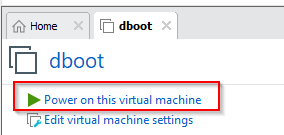 Home
dboot
dboot
Power on this virtual machine
Edit virtual machine settings